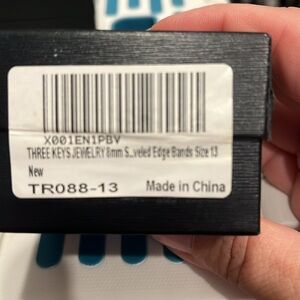 X001EN1PBV
THREE KEYS JEWELRY 8mm S...veled Edge Bands Size 13
New
TR088-13 Made in China